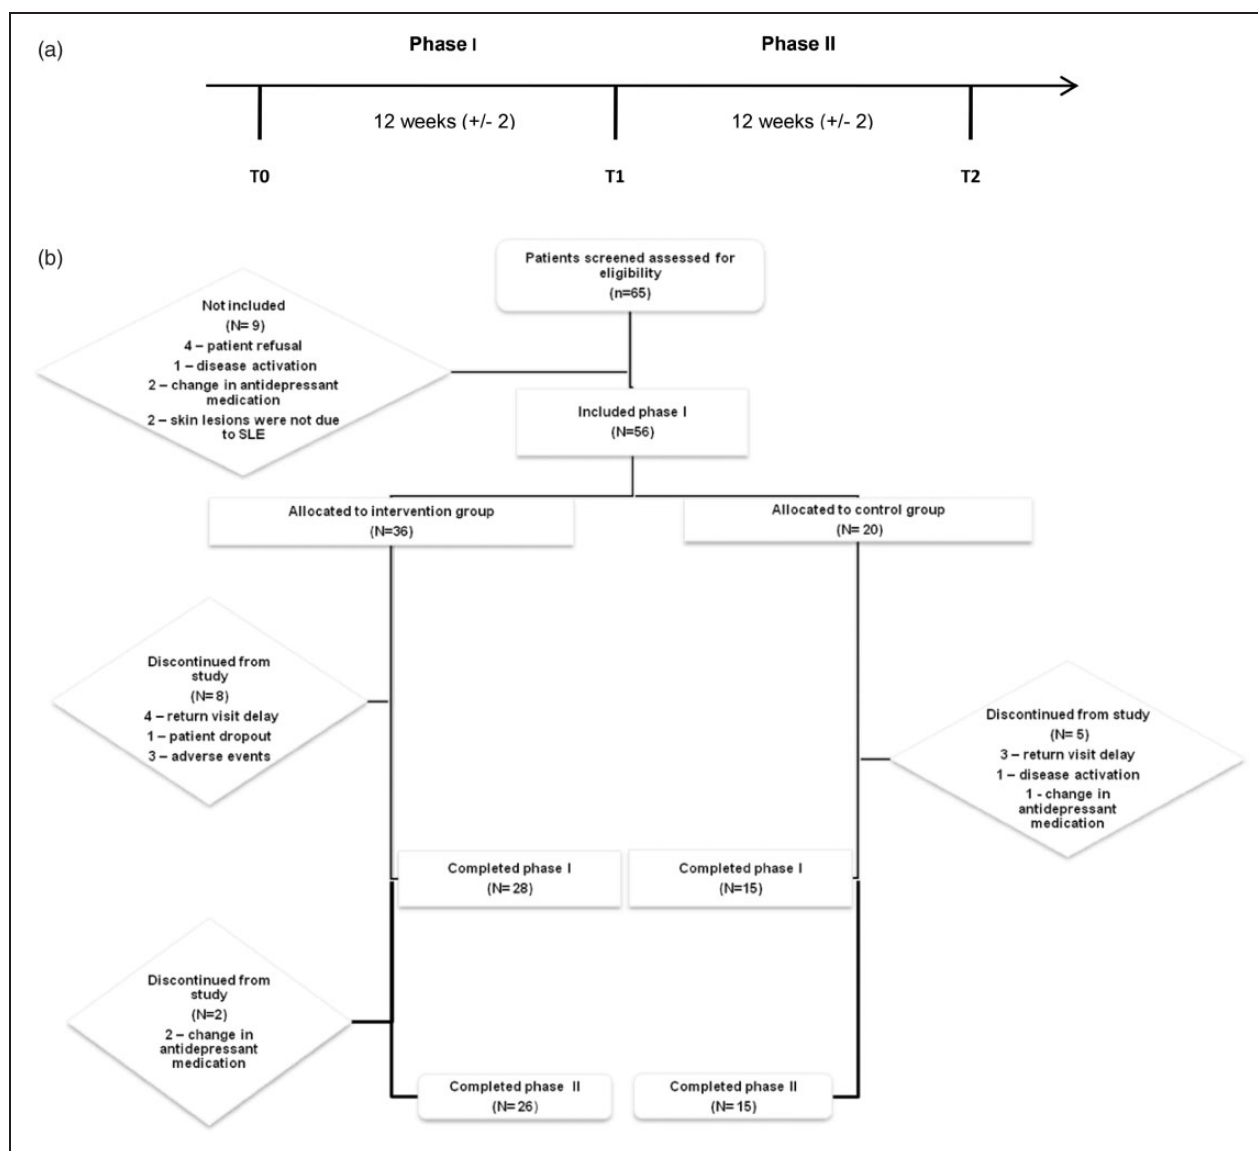 (a)
Phase I
Phase II
12 weeks (+/- 2)
12 weeks (+/- 2)
T0
T1
T2
(b)
Patients screened assessed for
eligibility
(n=65)
Not included
(N= 9)
4 – patient refusal
1 – disease activation
2 – change in antidepressant
medication
2 – skin lesions were not due
to SLE
Included phase I
(N=56)
Allocated to intervention group
(N=36)
Allocated to control group
(N= 20)
Discontinued from
study
(N= 8)
4 – return visit delay
1 – patient dropout
3 – adverse events
Discontinued from study
(N= 5)
3 – return visit delay
1 – disease activation
1 - change in
antidepressant
medication
Completed phase I
(N= 28)
Completed phase I
(N=15)
Discontinued from
study
(N=2)
2 – change in
antidepressant
medication
Completed phase II
(N= 26)
Completed phase II
(N= 15)